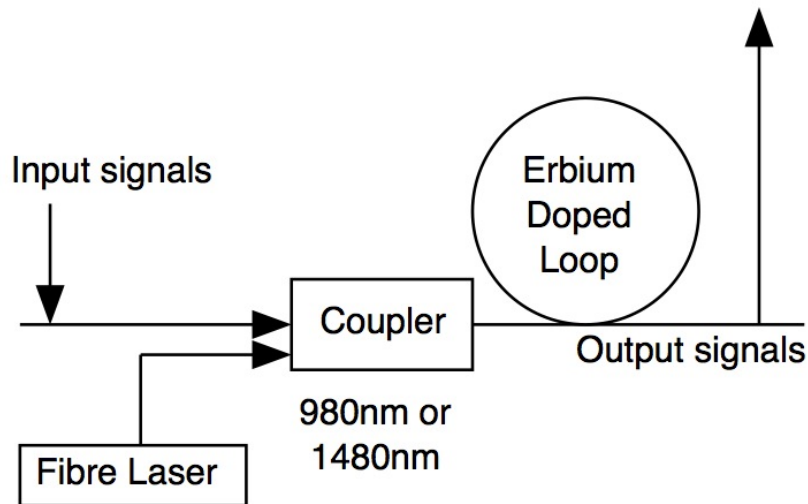 Input signals
Erbium
Doped
Loop
Coupler
Output signals
980nm or
1480nm
Fibre Laser